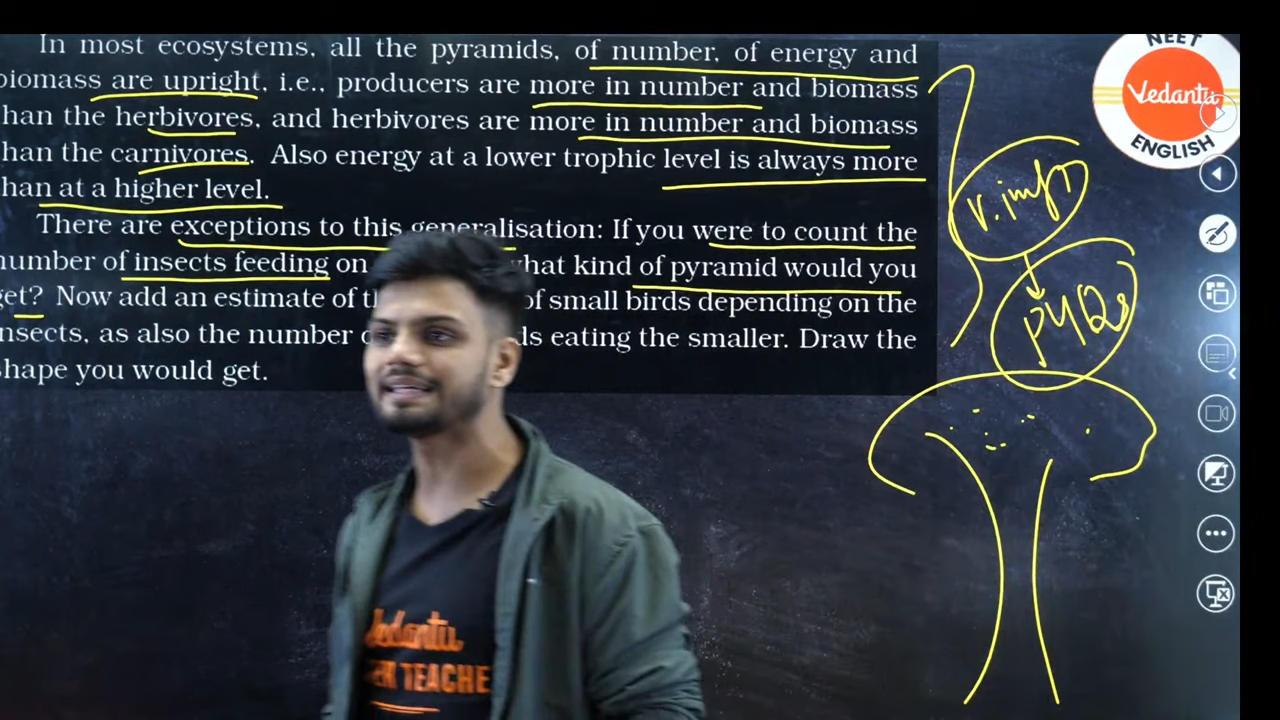 In most ecosystems, all the pyramids, of number, of energy and
biomass are upright, i.e., producers are more in number and biomass
han the herbivores, and herbivores are more in number and biomass
han the carnivores. Also energy at a lower trophic level is always more
han at a higher level.
There are exceptions to this generalisation: If you were to count the
number of insects feeding on hat kind of pyramid would you
get? Now add an estimate of t of small birds depending on the
insects, as also the number ds eating the smaller. Draw the
shape you would get.
NEET
Vedantu
ENGLISH
v. imp
PYQs
Vedantu
TEACHE